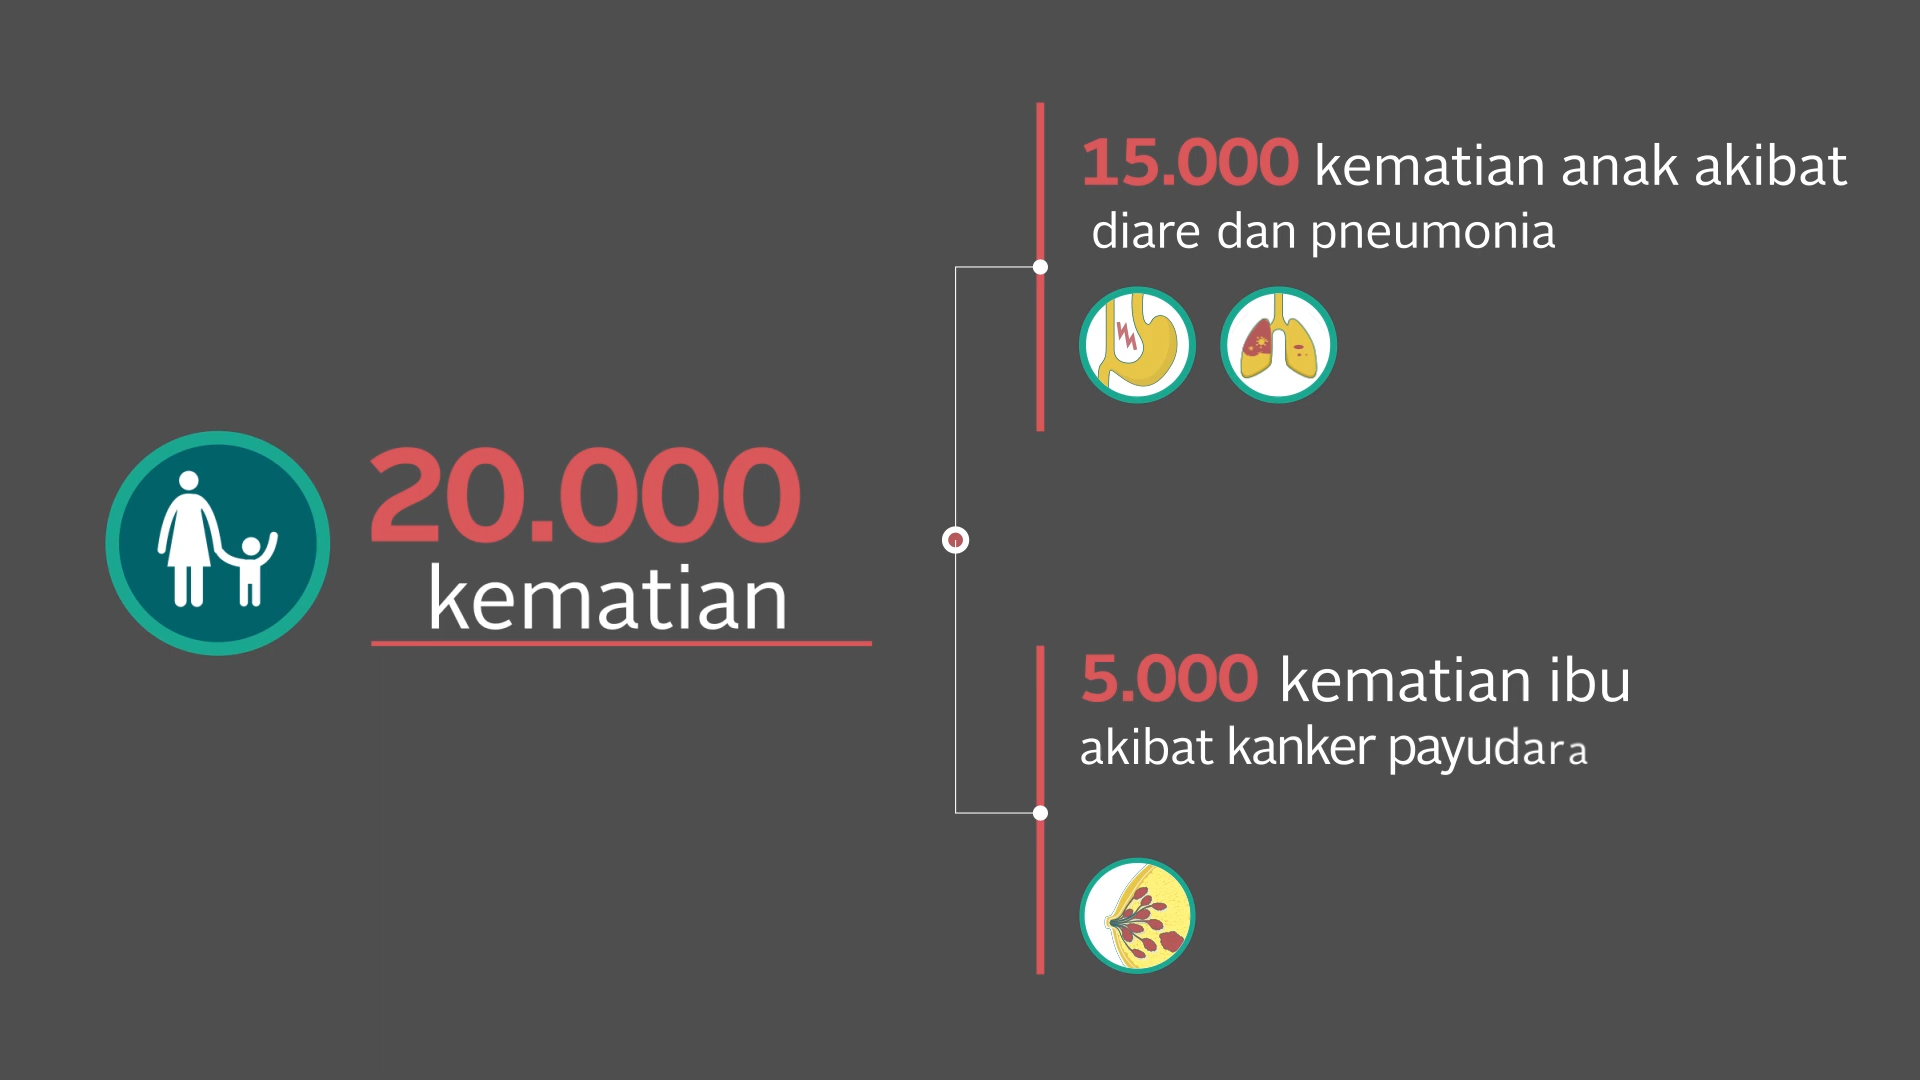 20.000
kematian
15.000 kematian anak akibat
diare dan pneumonia
5.000 kematian ibu
akibat kanker payudara